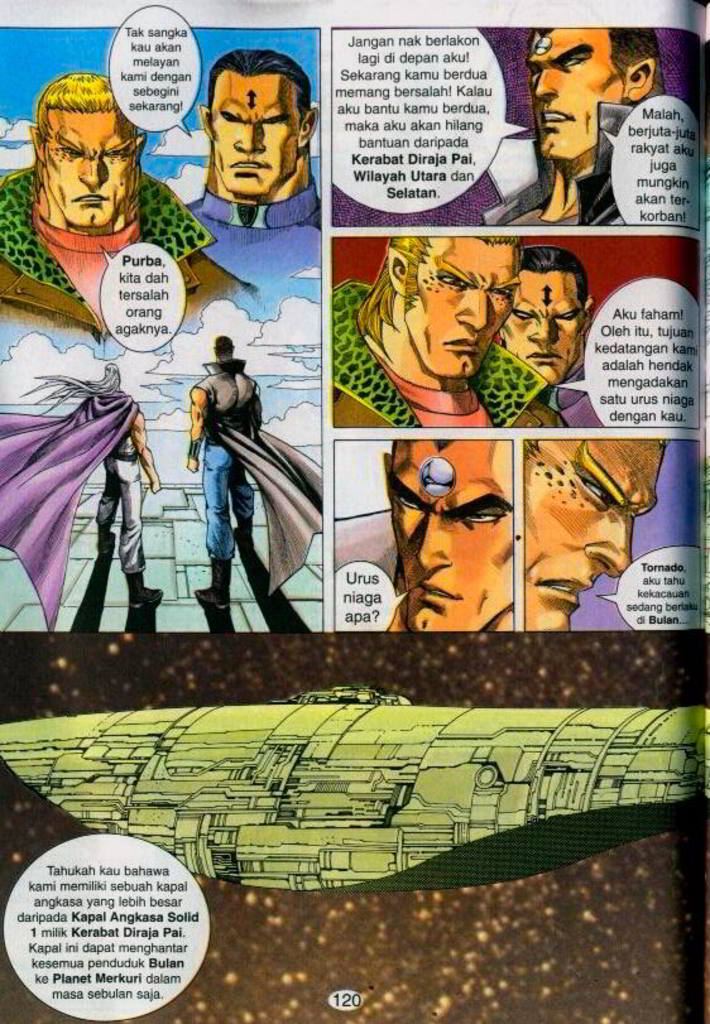 Tak sangka
kau akan
melayan
kami dengan
sebegini
sekarang!
Purba,
kita dah
tersalah
orang
agaknya.
Jangan nak berlakon
lagi di depan aku!
Sekarang kamu berdua
memang bersalah! Kalau
aku bantu kamu berdua,
maka aku akan hilang
bantuan daripada
Kerabat Diraja Pai,
Wilayah Utara dan
Selatan.
Malah,
berjuta-juta
rakyat aku
juga
mungkin
akan ter-
korban!
Aku faham!
Oleh itu, tujuan
kedatangan kami
adalah hendak
mengadakan
satu urus niaga
dengan kau.
Urus
niaga
apa?
Tornado,
aku tahu
kekacauan
sedang berlaku
di Bulan...
Tahukah kau bahawa
kami memiliki sebuah kapal
angkasa yang lebih besar
daripada Kapal Angkasa Solid
1 milik Kerabat Diraja Pai.
Kapal ini dapat menghantar
kesemua penduduk Bulan
ke Planet Merkuri dalam
masa sebulan saja.
120